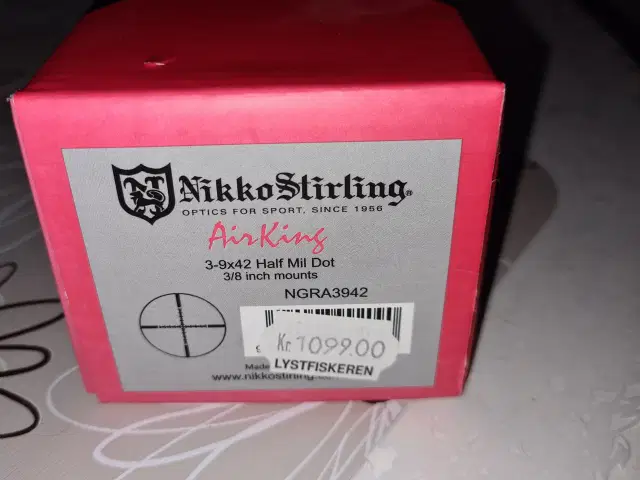 NikkoStirling®
OPTICS FOR SPORT, SINCE 1956
AirKing
3-9x42 Half Mil Dot
3/8 inch mounts
NGRA3942
Kr. 1099.00
LYSTFISKEREN
Made
www.nikkostirling.